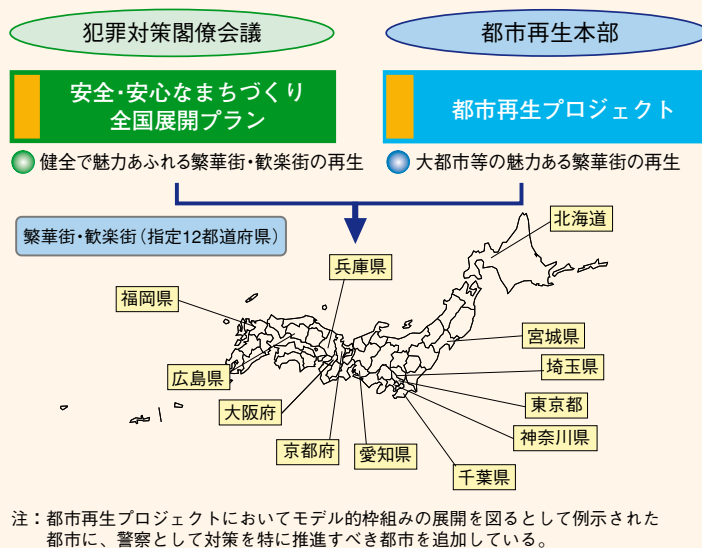 犯罪対策閣僚会議
都市再生本部
安全・安心なまちづくり
全国展開プラン
都市再生プロジェクト
健全で魅力あふれる繁華街・歓楽街の再生
大都市等の魅力ある繁華街の再生
繁華街・歓楽街（指定12都道府県）
北海道
兵庫県
福岡県
宮城県
埼玉県
広島県
東京都
大阪府
神奈川県
京都府
愛知県
千葉県
注：都市再生プロジェクトにおいてモデル的枠組みの展開を図るとして例示された
都市に、警察として対策を特に推進すべき都市を追加している。